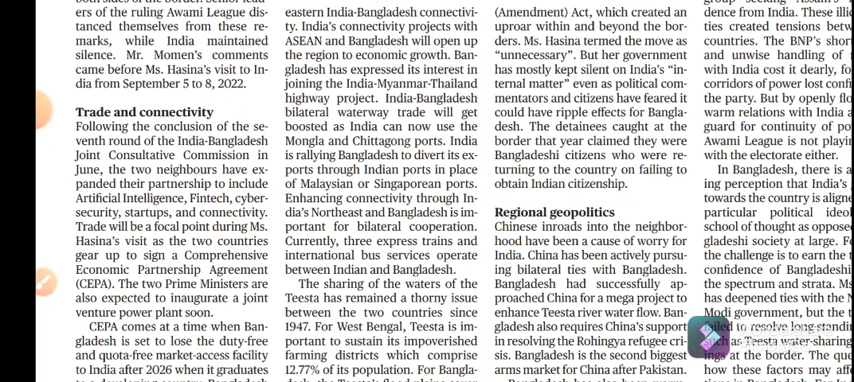 both sides of the border. Senior lead-
ers of the ruling Awami League dis-
tanced themselves from these re-
marks, while India maintained
silence. Mr. Momen's comments
came before Ms. Hasina's visit to In-
dia from September 5 to 8, 2022.
Trade and connectivity
Following the conclusion of the se-
venth round of the India-Bangladesh
Joint Consultative Commission in
June, the two neighbours have ex-
panded their partnership to include
Artificial Intelligence, Fintech, cyber-
security, startups, and connectivity.
Trade will be a focal point during Ms.
Hasina's visit as the two countries
gear up to sign a Comprehensive
Economic Partnership Agreement
(CEPA). The two Prime Ministers are
also expected to inaugurate a joint
venture power plant soon.
CEPA comes at a time when Ban-
gladesh is set to lose the duty-free
and quota-free market-access facility
to India after 2026 when it graduates
eastern India-Bangladesh connectivi-
ty. India's connectivity projects with
ASEAN and Bangladesh will open up
the region to economic growth. Ban-
gladesh has expressed its interest in
joining the India-Myanmar-Thailand
highway project. India-Bangladesh
bilateral waterway trade will get
boosted as India can now use the
Mongla and Chittagong ports. India
is rallying Bangladesh to divert its ex-
ports through Indian ports in place
of Malaysian or Singaporean ports.
Enhancing connectivity through In-
dia's Northeast and Bangladesh is im-
portant for bilateral cooperation.
Currently, three express trains and
international bus services operate
between Indian and Bangladesh.
The sharing of the waters of the
Teesta has remained a thorny issue
between the two countries since
1947. For West Bengal, Teesta is im-
portant to sustain its impoverished
farming districts which comprise
12.77% of its population. For Bangla-
(Amendment) Act, which created an
uproar within and beyond the bor-
ders. Ms. Hasina termed the move as
"unnecessary". But her government
has mostly kept silent on India's "in-
ternal matter" even as political com-
mentators and citizens have feared it
could have ripple effects for Bangla-
desh. The detainees caught at the
border that year claimed they were
Bangladeshi citizens who were re-
turning to the country on failing to
obtain Indian citizenship.
Regional geopolitics
Chinese inroads into the neighbor-
hood have been a cause of worry for
India. China has been actively pursu-
ing bilateral ties with Bangladesh.
Bangladesh had successfully ap-
proached China for a mega project to
enhance Teesta river water flow. Ban-
gladesh also requires China's support
in resolving the Rohingya refugee cri-
sis. Bangladesh is the second biggest
arms market for China after Pakistan.
dence from India. These illic
ties created tensions betw
countries. The BNP's short
and unwise handling of
with India cost it dearly, fo
corridors of power lost confi
the party. But by openly flo
warm relations with India a
guard for continuity of po
Awami League is not playin
with the electorate either.
In Bangladesh, there is a
ing perception that India's
towards the country is aligne
particular political ideol
school of thought as oppose
gladeshi society at large. F
the challenge is to earn the t
confidence of Bangladeshi
the spectrum and strata. Ms
has deepened ties with the N
Modi government, but the t
to resolve long-
such as Teesta water-sharing
at the border. The que
how these factors may affe